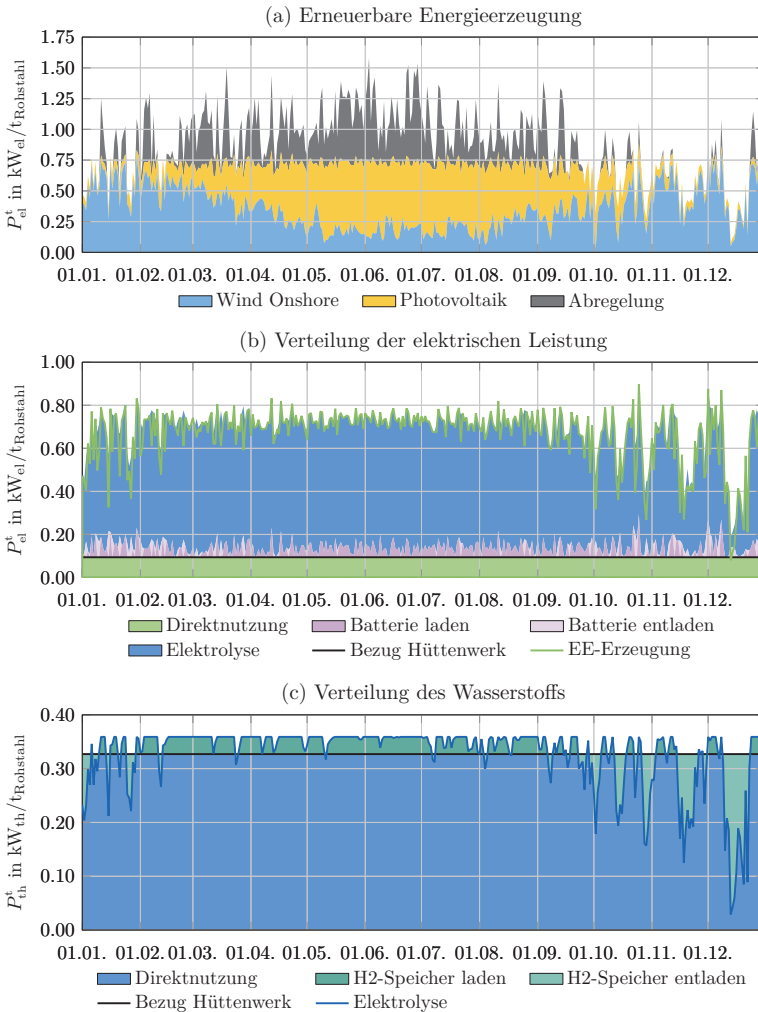 (a) Erneuerbare Energieerzeugung
P_el^t in kW_el/t_Rohstahl
1.75
1.50
1.25
1.00
0.75
0.50
0.25
0.00
01.01. 01.02. 01.03. 01.04. 01.05. 01.06. 01.07. 01.08. 01.09. 01.10. 01.11. 01.12.
Wind Onshore Photovoltaik Abregelung
(b) Verteilung der elektrischen Leistung
P_el^t in kW_el/t_Rohstahl
1.00
0.80
0.60
0.40
0.20
0.00
01.01. 01.02. 01.03. 01.04. 01.05. 01.06. 01.07. 01.08. 01.09. 01.10. 01.11. 01.12.
Direktnutzung Batterie laden Batterie entladen
Elektrolyse Bezug Hüttenwerk EE-Erzeugung
(c) Verteilung des Wasserstoffs
P_th^t in kW_th/t_Rohstahl
0.40
0.30
0.20
0.10
0.00
01.01. 01.02. 01.03. 01.04. 01.05. 01.06. 01.07. 01.08. 01.09. 01.10. 01.11. 01.12.
Direktnutzung H2-Speicher laden H2-Speicher entladen
Bezug Hüttenwerk Elektrolyse